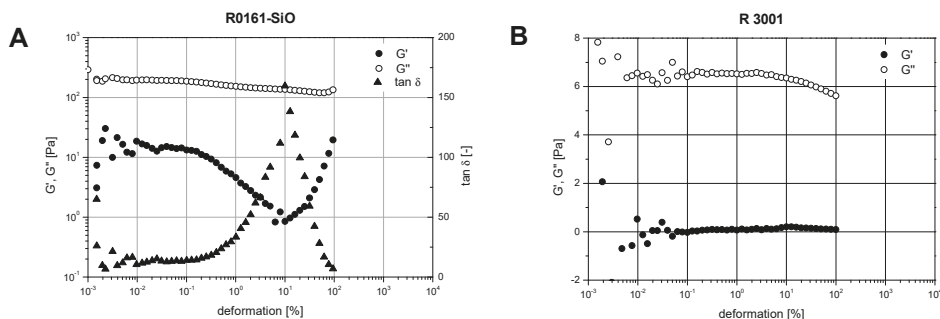 R0161-SiO
R 3001
A
B
10³
10²
10¹
10⁰
10⁻¹
G', G'' [Pa]
200
150
100
50
0
tan δ [-]
G'
G''
tan δ
10⁻³ 10⁻² 10⁻¹ 10⁰ 10¹ 10² 10³ 10⁴
deformation [%]
8
6
4
2
0
-2
G', G'' [Pa]
G'
G''
10⁻³ 10⁻² 10⁻¹ 10⁰ 10¹ 10² 10³ 10⁴
deformation [%]